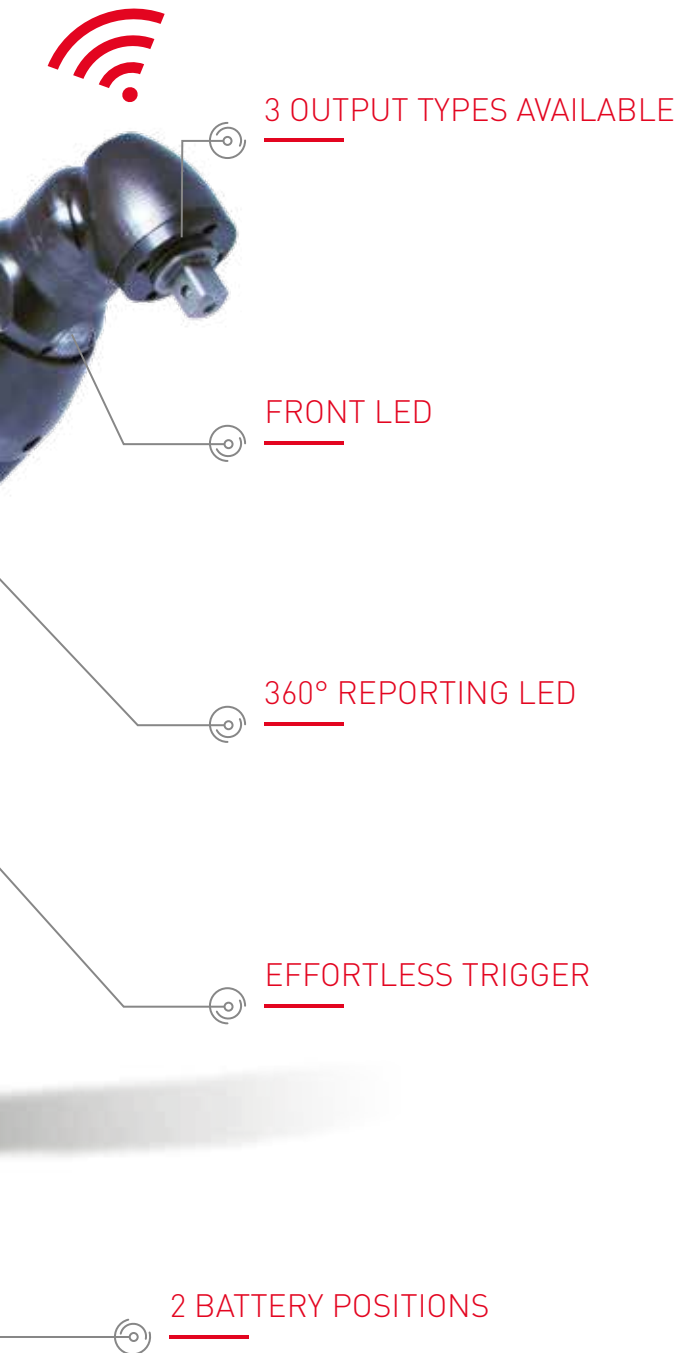 3 OUTPUT TYPES AVAILABLE
FRONT LED
360° REPORTING LED
EFFORTLESS TRIGGER
2 BATTERY POSITIONS